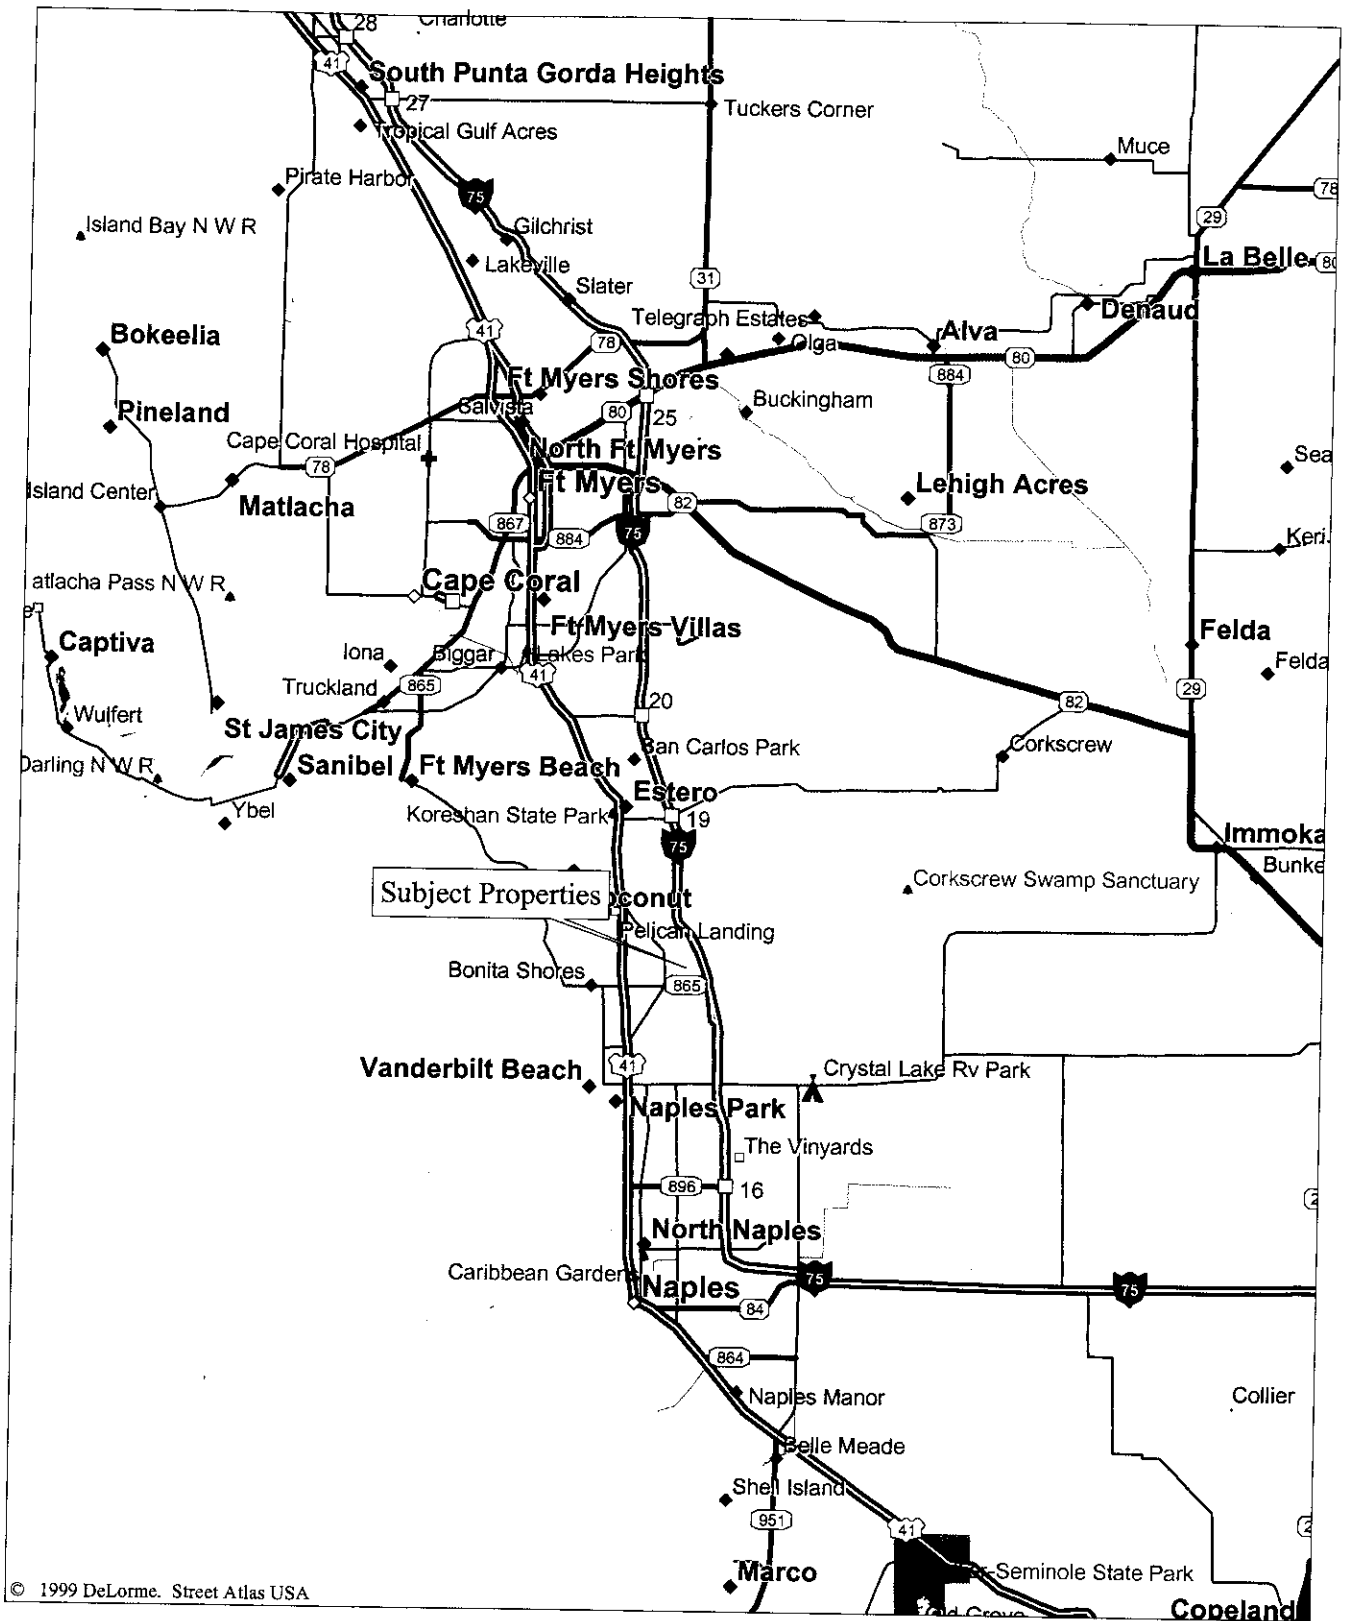 28
Charlotte
41
South Punta Gorda Heights
27
Tuckers Corner
Tropical Gulf Acres
Muce
Pirate Harbor
75
78
29
Island Bay N W R
Gilchrist
La Belle
80
Lakeville
31
Slater
Denaud
Telegraph Estates
41
Bokeelia
78
Olga
Alva
80
884
Ft Myers Shores
Pineland
Salvista
80
25
Buckingham
Cape Coral Hospital
78
North Ft Myers
Sea
Island Center
Matlacha
Ft Myers
82
Lehigh Acres
867
884
75
873
Keri
atlacha Pass N W R
Cape Coral
e
Captiva
Ft Myers Villas
Felda
Iona
Biggar
Lakes Park
Felda
Truckland
865
41
29
Wulfert
20
82
St James City
San Carlos Park
Corkscrew
Darling N W R
Sanibel
Ft Myers Beach
Estero
Ybel
Koreshan State Park
19
Immoka
75
Bunke
Subject Properties
oconut
Corkscrew Swamp Sanctuary
Pelican Landing
Bonita Shores
865
Vanderbilt Beach
41
Crystal Lake Rv Park
Naples Park
The Vinyards
896
16
2
North Naples
Caribbean Gardens
Naples
75
75
84
864
Naples Manor
Collier
Belle Meade
Shell Island
951
41
2
Marco
r-Seminole State Park
Copeland
© 1999 DeLorme. Street Atlas USA